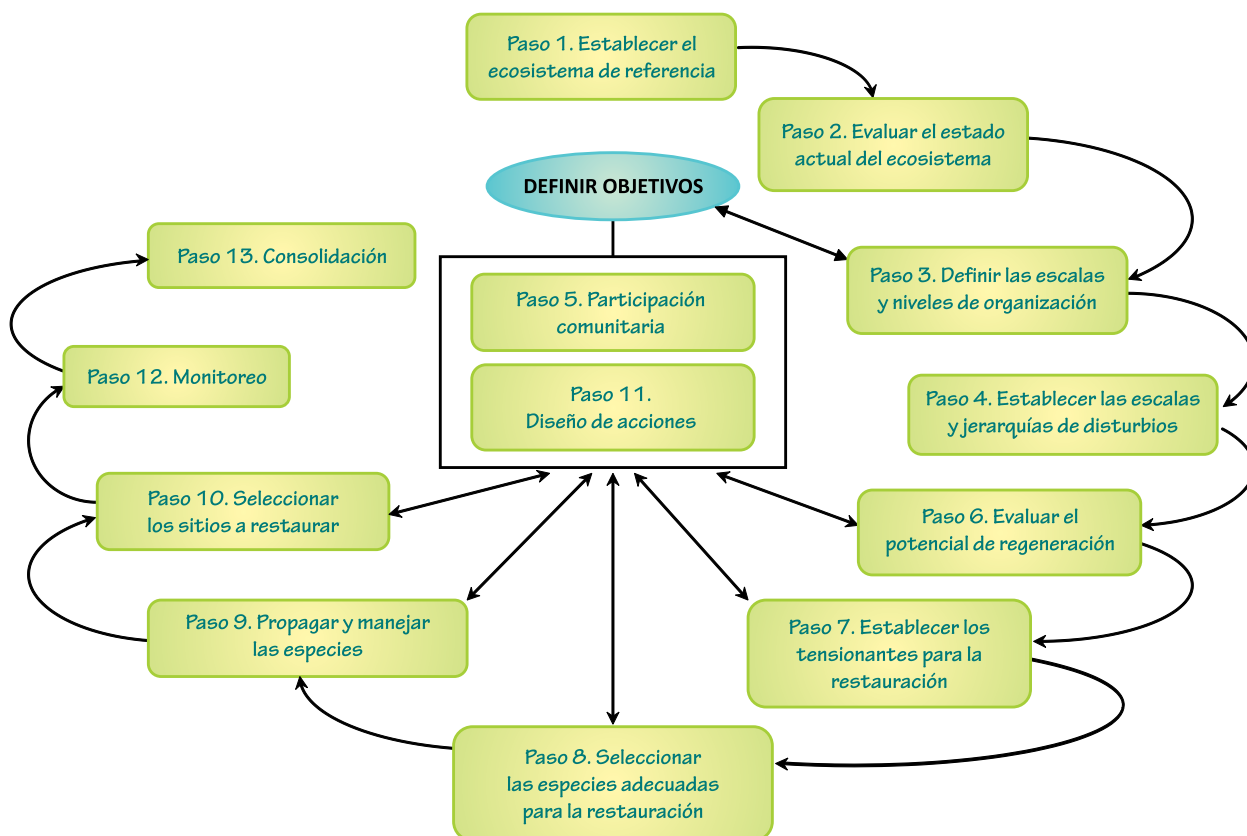 Paso 1. Establecer el
ecosistema de referencia
Paso 2. Evaluar el estado
actual del ecosistema
DEFINIR OBJETIVOS
Paso 13. Consolidación
Paso 3. Definir las escalas
y niveles de organización
Paso 5. Participación
comunitaria
Paso 12. Monitoreo
Paso 11.
Diseño de acciones
Paso 4. Establecer las escalas
y jerarquías de disturbios
Paso 10. Seleccionar
los sitios a restaurar
Paso 6. Evaluar el
potencial de regeneración
Paso 9. Propagar y manejar
las especies
Paso 7. Establecer los
tensionantes para la
restauración
Paso 8. Seleccionar
las especies adecuadas
para la restauración